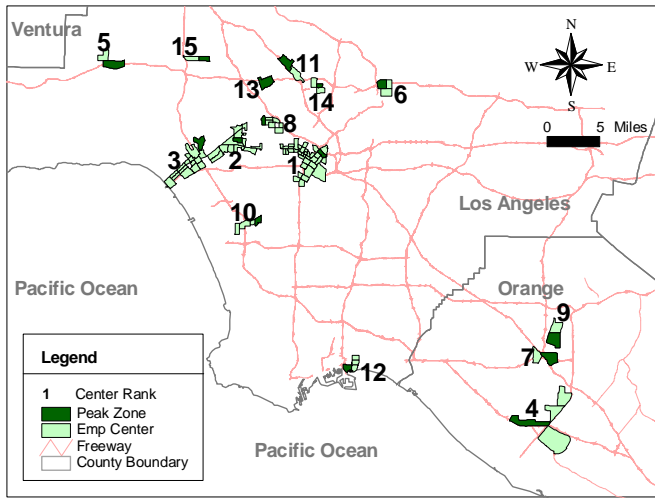 Ventura
N
5
15
11
W
E
13
14
6
S
8
0 5 Miles
3
2
1
10
Los Angeles
Pacific Ocean
Orange
9
Legend
7
1 Center Rank
12
Peak Zone
4
Emp Center
Freeway
Pacific Ocean
County Boundary